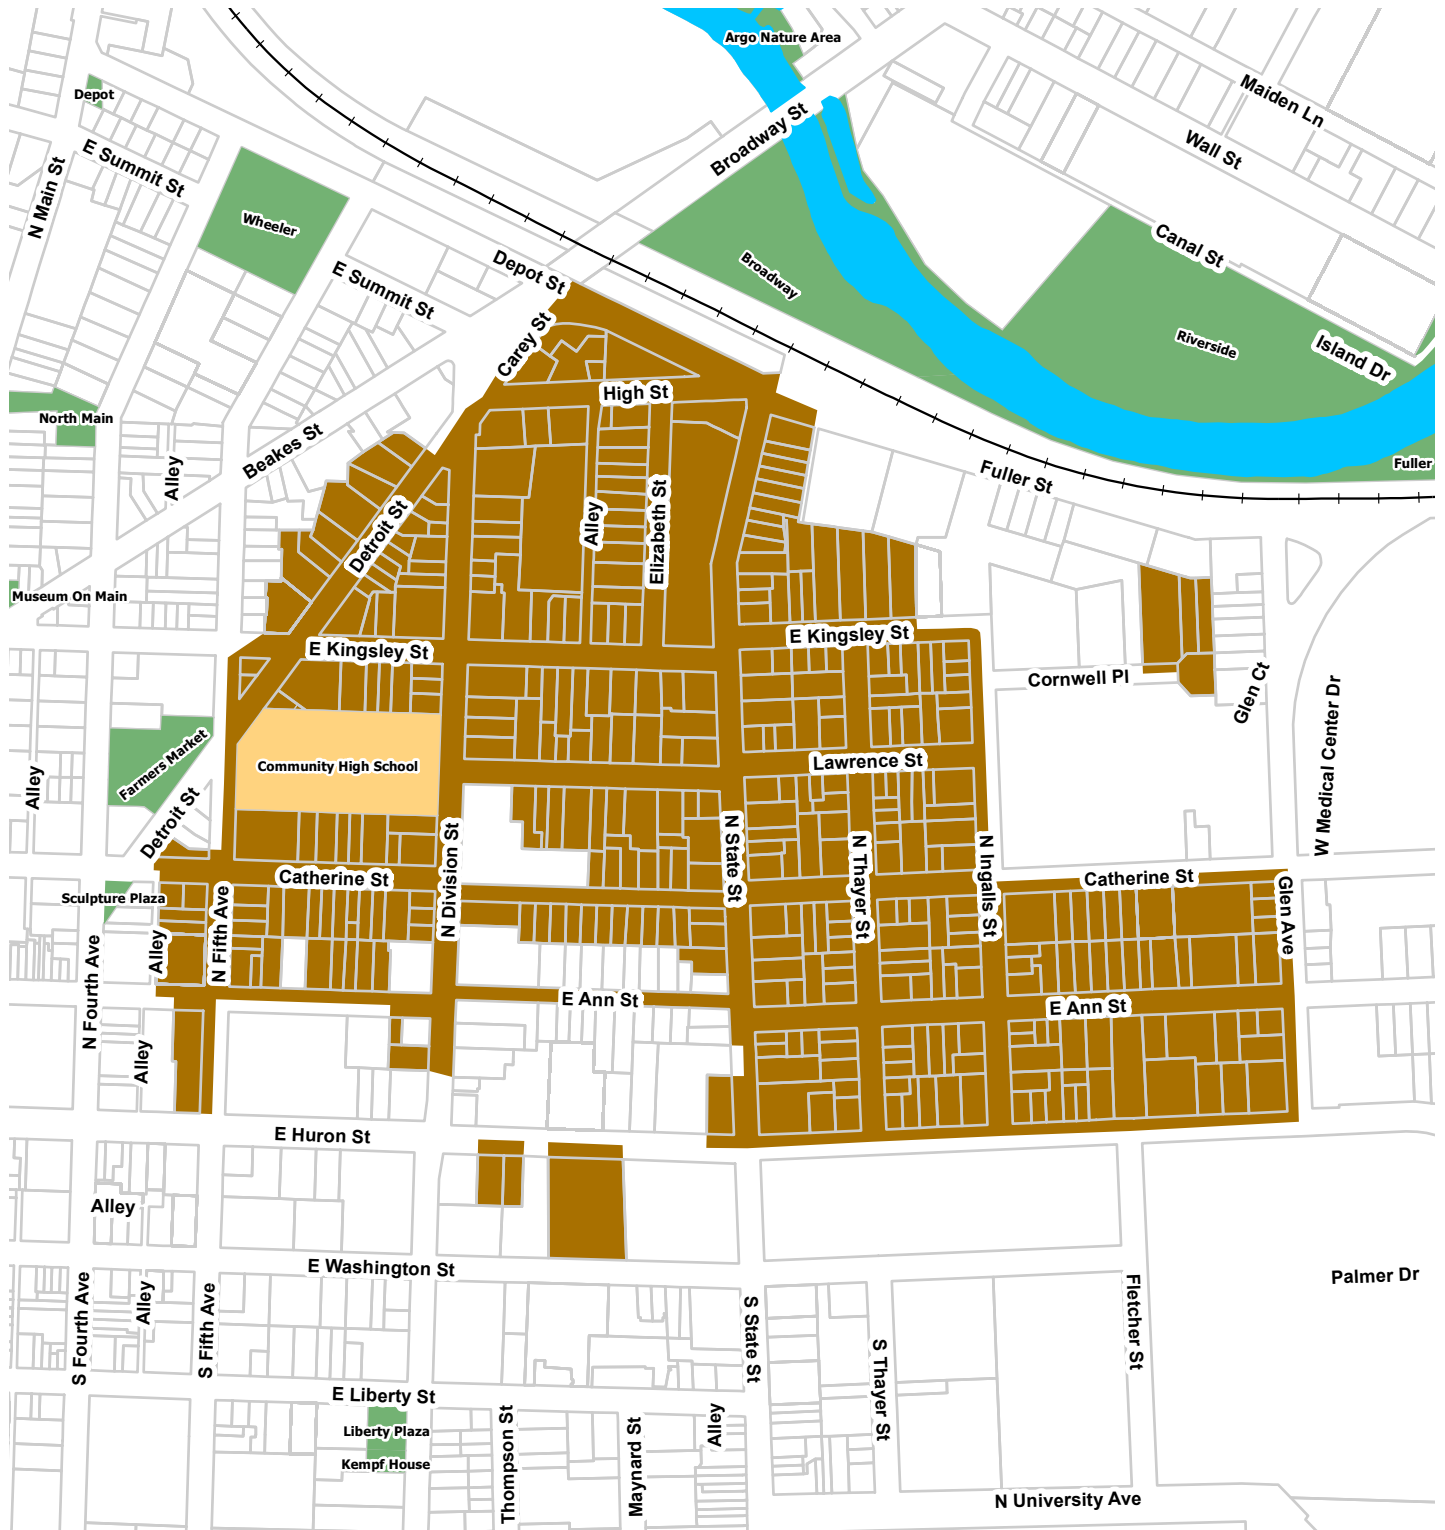 Argo Nature Area
Depot
Maiden Ln
Broadway St
Wall St
E Summit St
N Main St
Wheeler
Canal St
Depot St
E Summit St
Broadway
Carey St
Riverside
Island Dr
High St
North Main
Beakes St
Alley
Fuller St
Fuller
Detroit St
Alley
Elizabeth St
Museum On Main
E Kingsley St
E Kingsley St
Cornwell Pl
Glen Ct
W Medical Center Dr
Farmers Market
Community High School
Lawrence St
Alley
Detroit St
N Division St
N State St
N Thayer St
N Ingalls St
Catherine St
Catherine St
Sculpture Plaza
N Fifth Ave
Glen Ave
Alley
N Fourth Ave
E Ann St
E Ann St
Alley
E Huron St
Alley
E Washington St
Palmer Dr
S Fourth Ave
Alley
S Fifth Ave
S State St
Fletcher St
S Thayer St
E Liberty St
Liberty Plaza
Kempf House
Thompson St
Maynard St
Alley
N University Ave